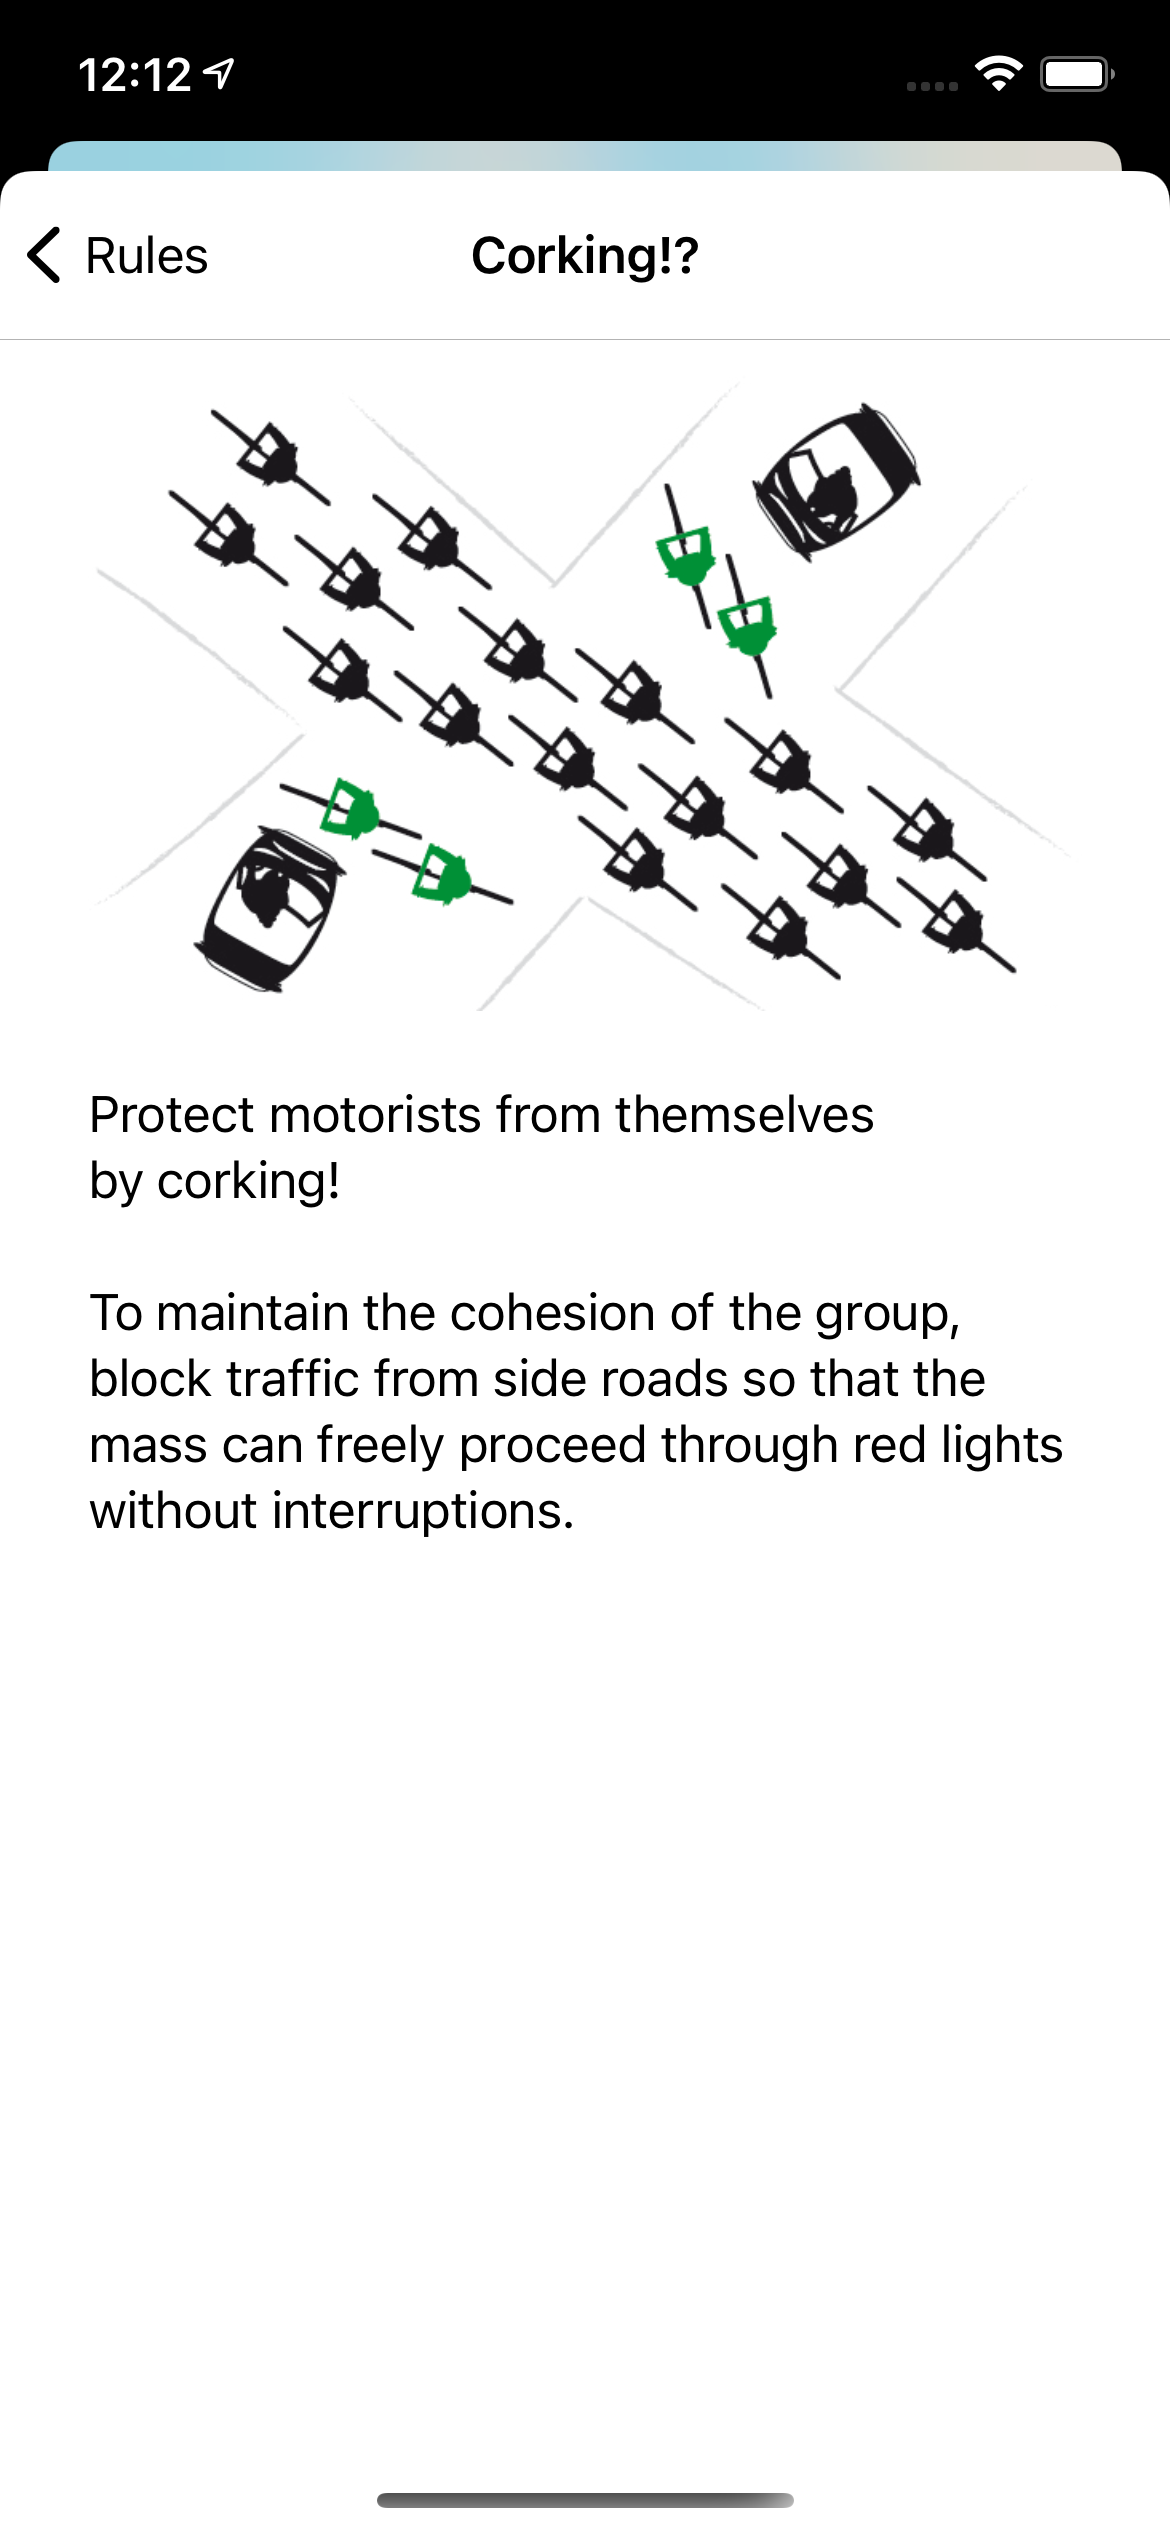 12:12
Rules
Corking!?
Protect motorists from themselves
by corking!
To maintain the cohesion of the group,
block traffic from side roads so that the
mass can freely proceed through red lights
without interruptions.